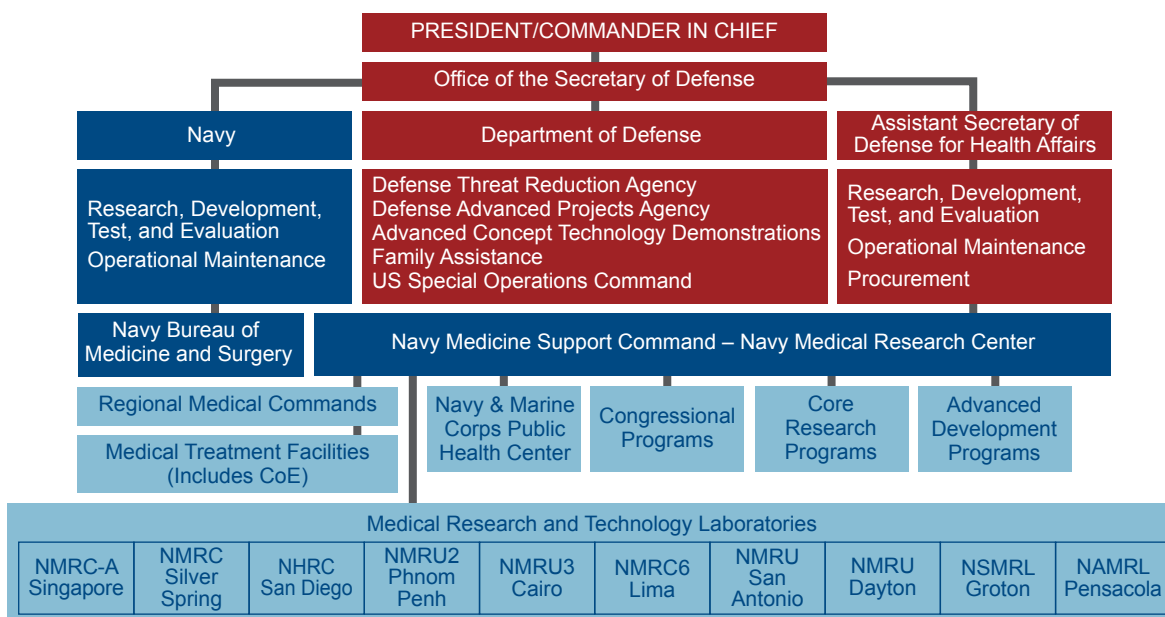 PRESIDENT/COMMANDER IN CHIEF
Office of the Secretary of Defense
Navy
Department of Defense
Assistant Secretary of
Defense for Health Affairs
Research, Development,
Test, and Evaluation
Operational Maintenance
Defense Threat Reduction Agency
Defense Advanced Projects Agency
Advanced Concept Technology Demonstrations
Family Assistance
US Special Operations Command
Research, Development,
Test, and Evaluation
Operational Maintenance
Procurement
Navy Bureau of
Medicine and Surgery
Navy Medicine Support Command – Navy Medical Research Center
Regional Medical Commands
Medical Treatment Facilities
(Includes CoE)
Navy & Marine
Corps Public
Health Center
Congressional
Programs
Core
Research
Programs
Advanced
Development
Programs
Medical Research and Technology Laboratories
NMRC-A
Singapore
NMRC
Silver
Spring
NHRC
San Diego
NMRU2
Phnom
Penh
NMRU3
Cairo
NMRC6
Lima
NMRU
San
Antonio
NMRU
Dayton
NSMRL
Groton
NAMRL
Pensacola